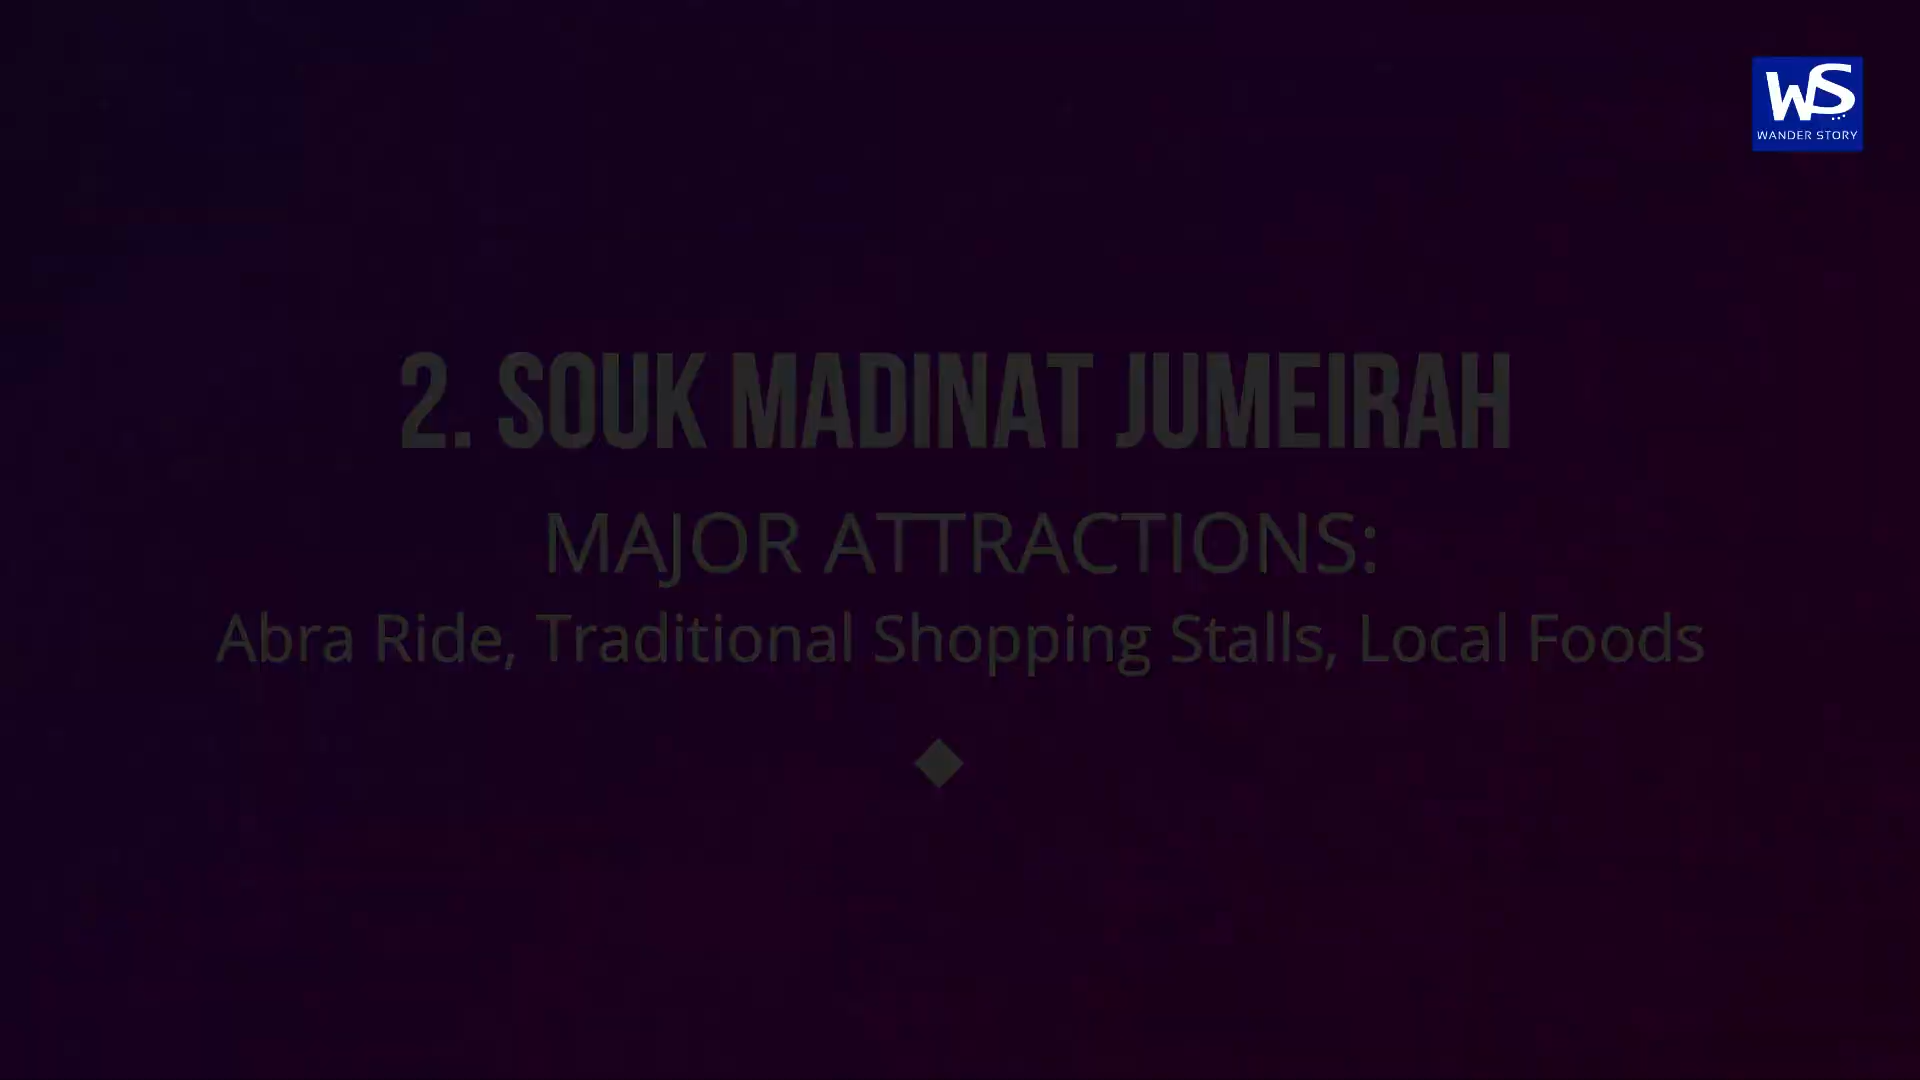 WS
WANDER STORY
2. SOUK MADINAT JUMEIRAH
MAJOR ATTRACTIONS:
Abra Ride, Traditional Shopping Stalls, Local Foods